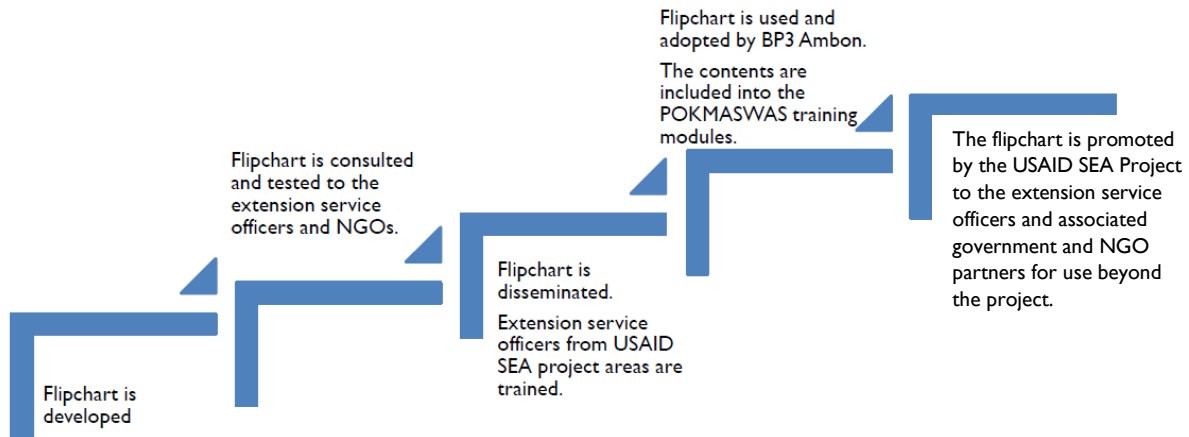 Flipchart is
developed
Flipchart is consulted
and tested to the
extension service
officers and NGOs.
Flipchart is
disseminated.
Extension service
officers from USAID
SEA project areas are
trained.
Flipchart is used and
adopted by BP3 Ambon.
The contents are
included into the
POKMASWAS training
modules.
The flipchart is promoted
by the USAID SEA Project
to the extension service
officers and associated
government and NGO
partners for use beyond
the project.